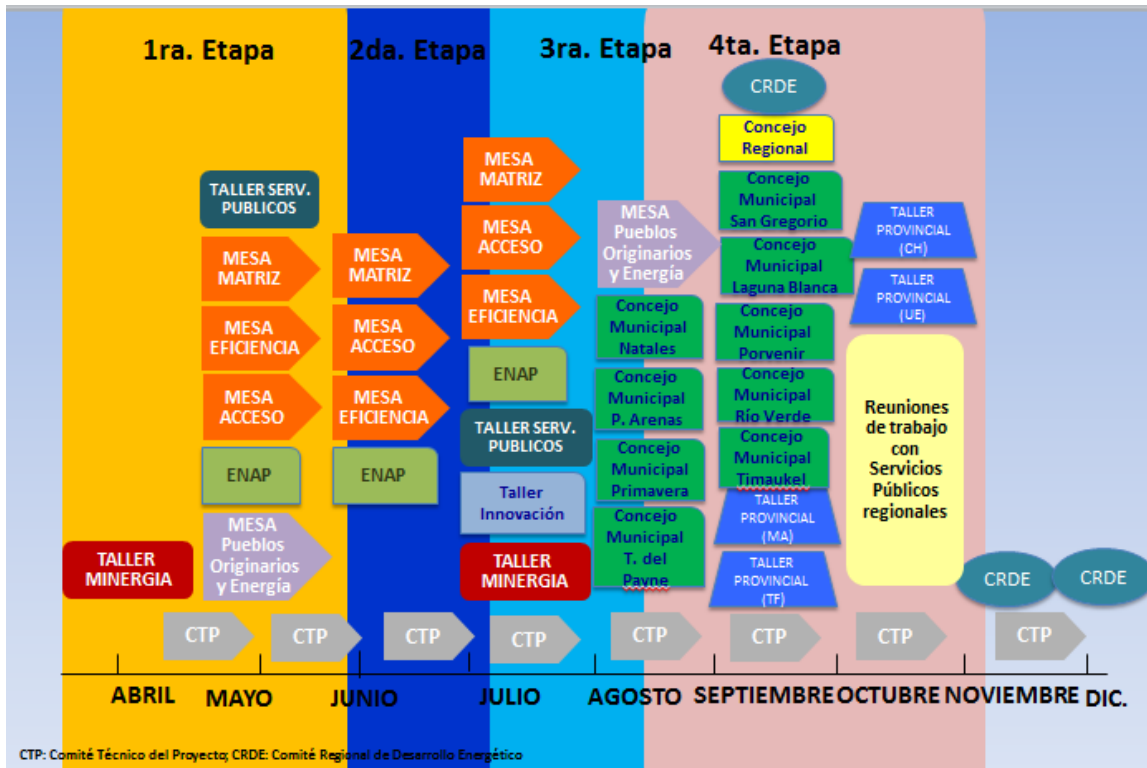 1ra. Etapa
2da. Etapa
3ra. Etapa
4ta. Etapa
TALLER
MINERGIA
TALLER SERV.
PUBLICOS
MESA
MATRIZ
MESA
EFICIENCIA
MESA
ACCESO
ENAP
MESA
Pueblos
Originarios
y Energía
MESA
MATRIZ
MESA
ACCESO
MESA
EFICIENCIA
ENAP
MESA
MATRIZ
MESA
ACCESO
MESA
EFICIENCIA
ENAP
TALLER SERV.
PUBLICOS
Taller
Innovación
TALLER
MINERGIA
MESA
Pueblos
Originarios
y Energía
Concejo
Municipal
Natales
Concejo
Municipal
P. Arenas
Concejo
Municipal
Primavera
Concejo
Municipal
T. del
Payne
CRDE
Concejo
Regional
Concejo
Municipal
San Gregorio
Concejo
Municipal
Laguna Blanca
Concejo
Municipal
Porvenir
Concejo
Municipal
Río Verde
Concejo
Municipal
Timaukel
TALLER
PROVINCIAL
(MA)
TALLER
PROVINCIAL
(TF)
TALLER
PROVINCIAL
(CH)
TALLER
PROVINCIAL
(UE)
Reuniones
de trabajo
con
Servicios
Públicos
regionales
CRDE
CRDE
CTP
CTP
CTP
CTP
CTP
CTP
CTP
CTP
ABRIL
MAYO
JUNIO
JULIO
AGOSTO
SEPTIEMBRE
OCTUBRE
NOVIEMBRE
DIC.
CTP: Comité Técnico del Proyecto; CRDE: Comité Regional de Desarrollo Energético